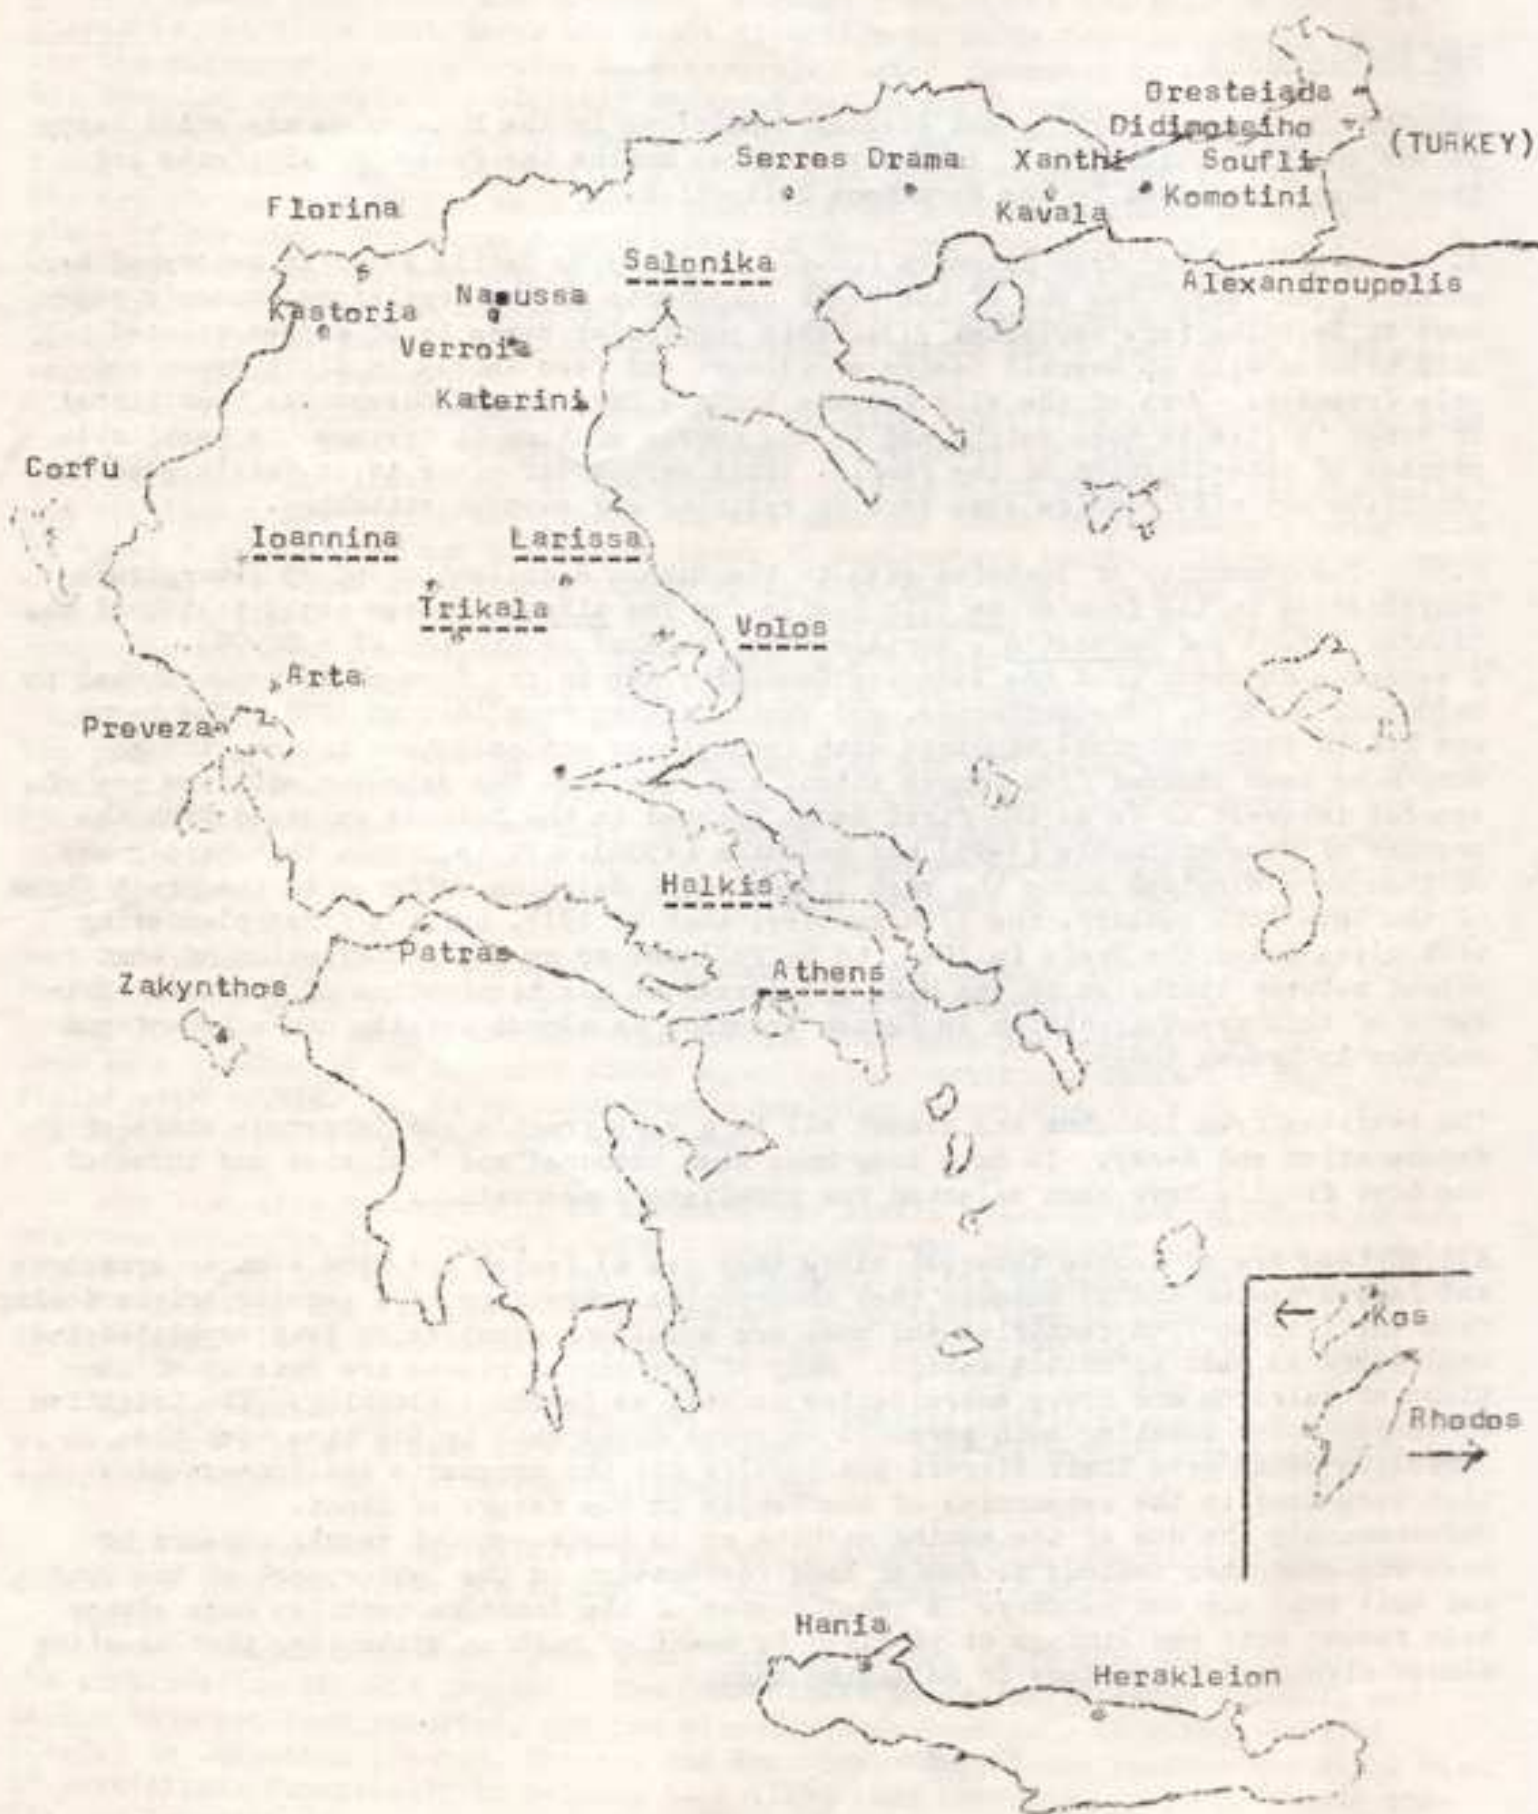 Oresteiada
Didimoteiho
(TURKEY)
Serres Drama Xanthi Soufli
Komotini
Florina
Kavala
Salonika
Alexandroupolis
Kastoria
Naoussa
Verroia
Katerini
Corfu
Ioannina
Larissa
Trikala
Volos
Arta
Preveza
Halkis
Patras
Athens
Zakynthos
Kos
Rhodos
Hania
Herakleion